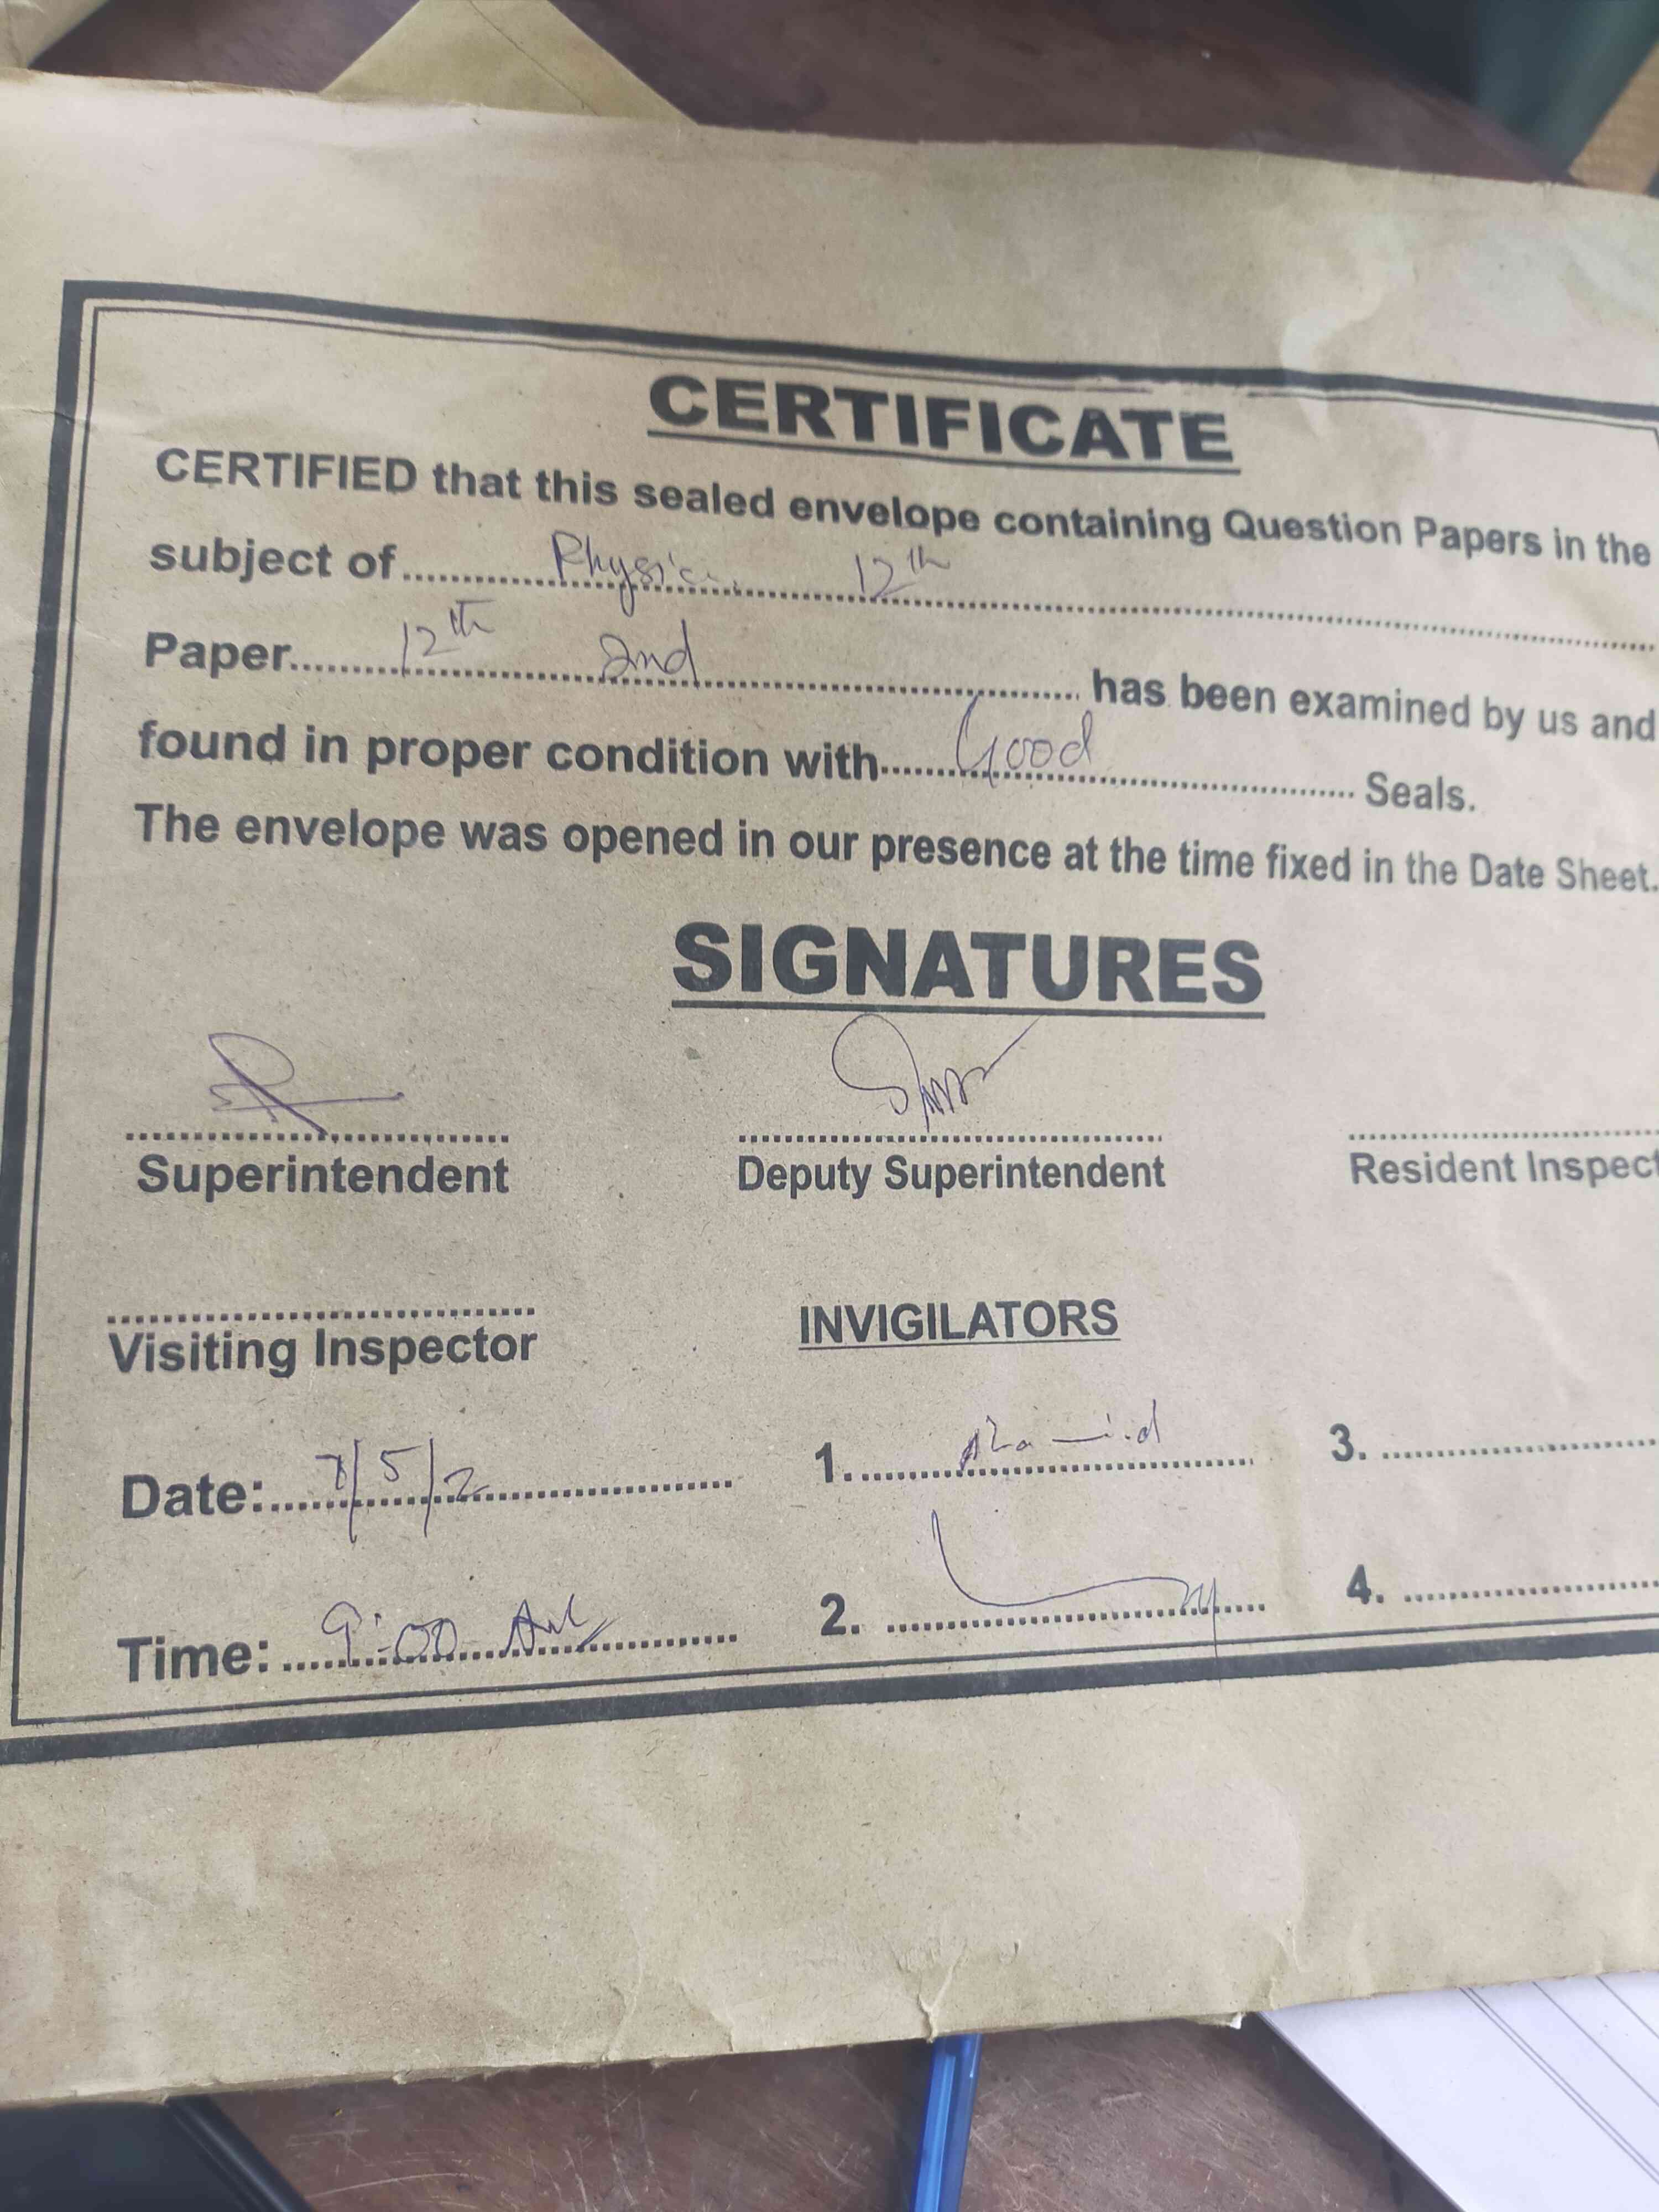 CERTIFICATE
CERTIFIED that this sealed envelope containing Question Papers in the
subject of Physics 12th
Paper 12th 2nd has been examined by us and
found in proper condition with Good Seals.
The envelope was opened in our presence at the time fixed in the Date Sheet.
SIGNATURES
Superintendent Deputy Superintendent Resident Inspect
Visiting Inspector INVIGILATORS
Date: 7/5/2 1. 3.
Time: 9:00 AM 2. 4.